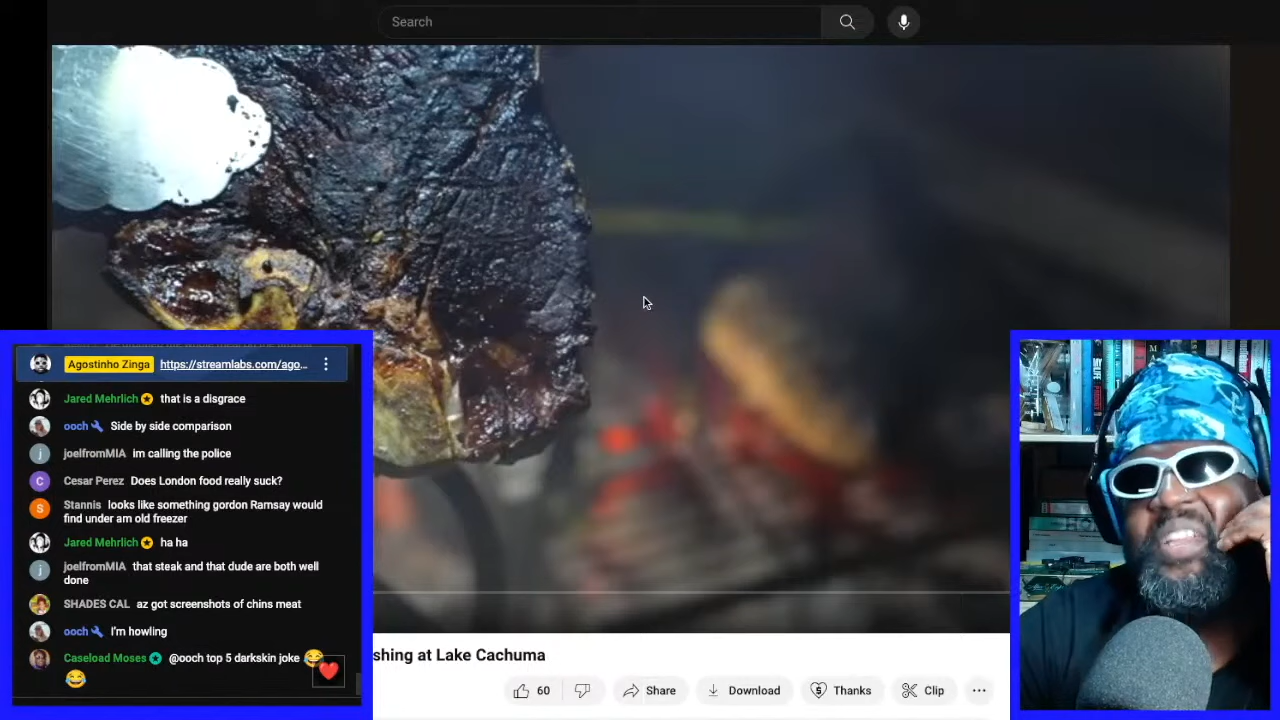 Search
Agostinho Zinga https://streamlabs.com/ago...
Jared Mehrlich that is a disgrace
ooch Side by side comparison
j joelfromMIA im calling the police
C Cesar Perez Does London food really suck?
S Stannis looks like something gordon Ramsay would
find under am old freezer
Jared Mehrlich ha ha
j joelfromMIA that steak and that dude are both well
done
SHADES CAL az got screenshots of chins meat
ooch I'm howling
Caseload Moses @ooch top 5 darkskin joke 😂
😂
shing at Lake Cachuma
60 Share Download Thanks Clip